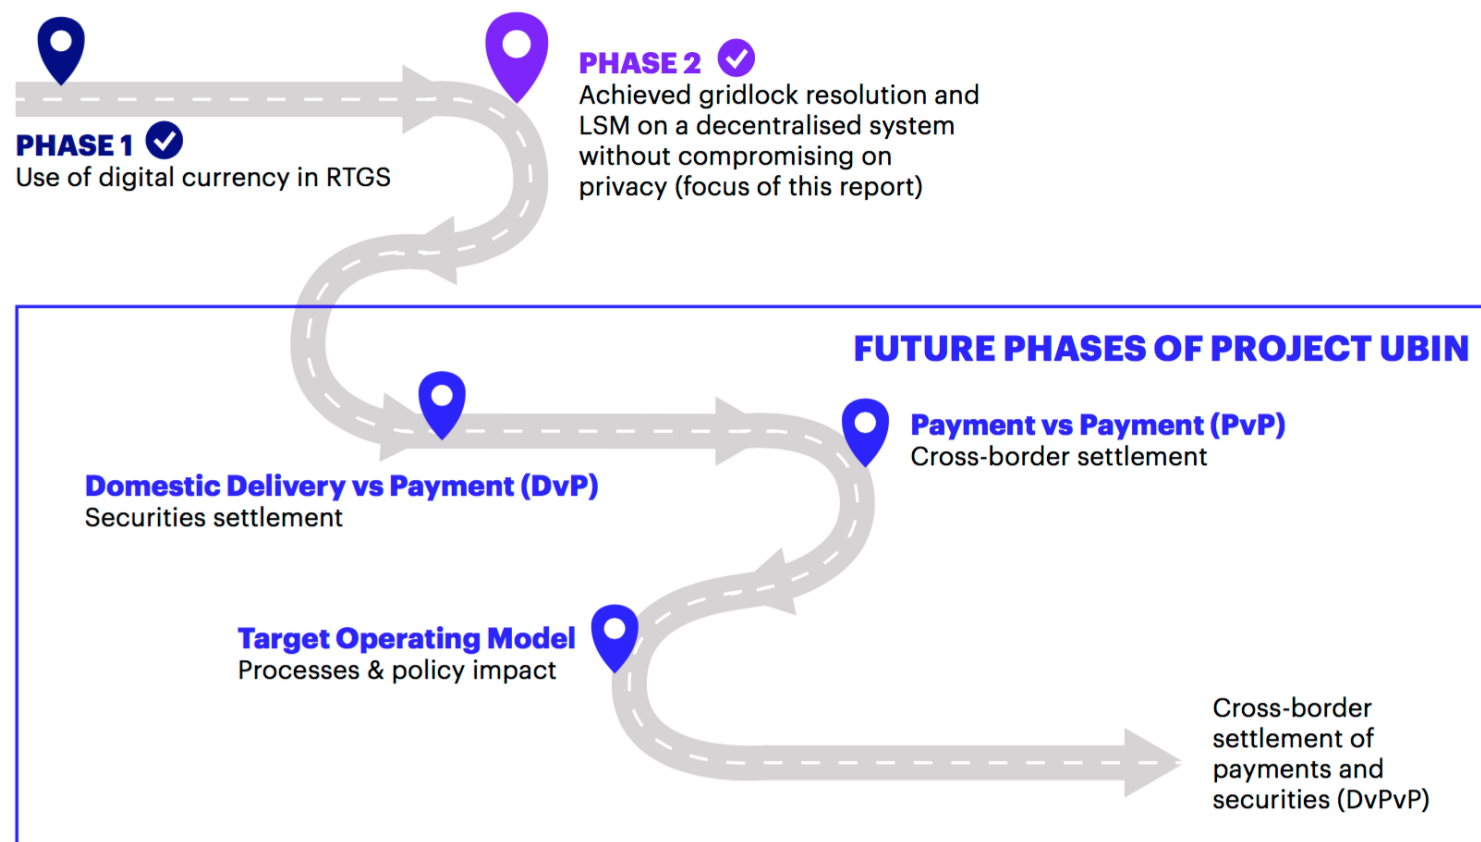 PHASE 1
Use of digital currency in RTGS
PHASE 2
Achieved gridlock resolution and
LSM on a decentralised system
without compromising on
privacy (focus of this report)
FUTURE PHASES OF PROJECT UBIN
Domestic Delivery vs Payment (DvP)
Securities settlement
Payment vs Payment (PvP)
Cross-border settlement
Target Operating Model
Processes & policy impact
Cross-border
settlement of
payments and
securities (DvPvP)